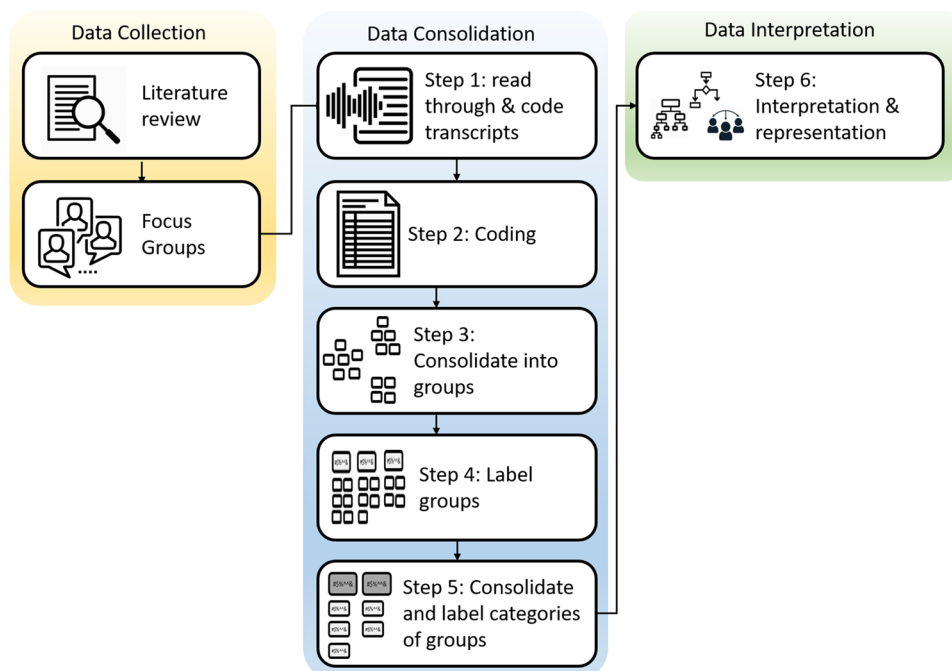 Data Collection
Literature
review
Focus
Groups
Data Consolidation
Step 1: read
through & code
transcripts
Step 2: Coding
Step 3:
Consolidate into
groups
Step 4: Label
groups
Step 5: Consolidate
and label categories
of groups
Data Interpretation
Step 6:
Interpretation &
representation